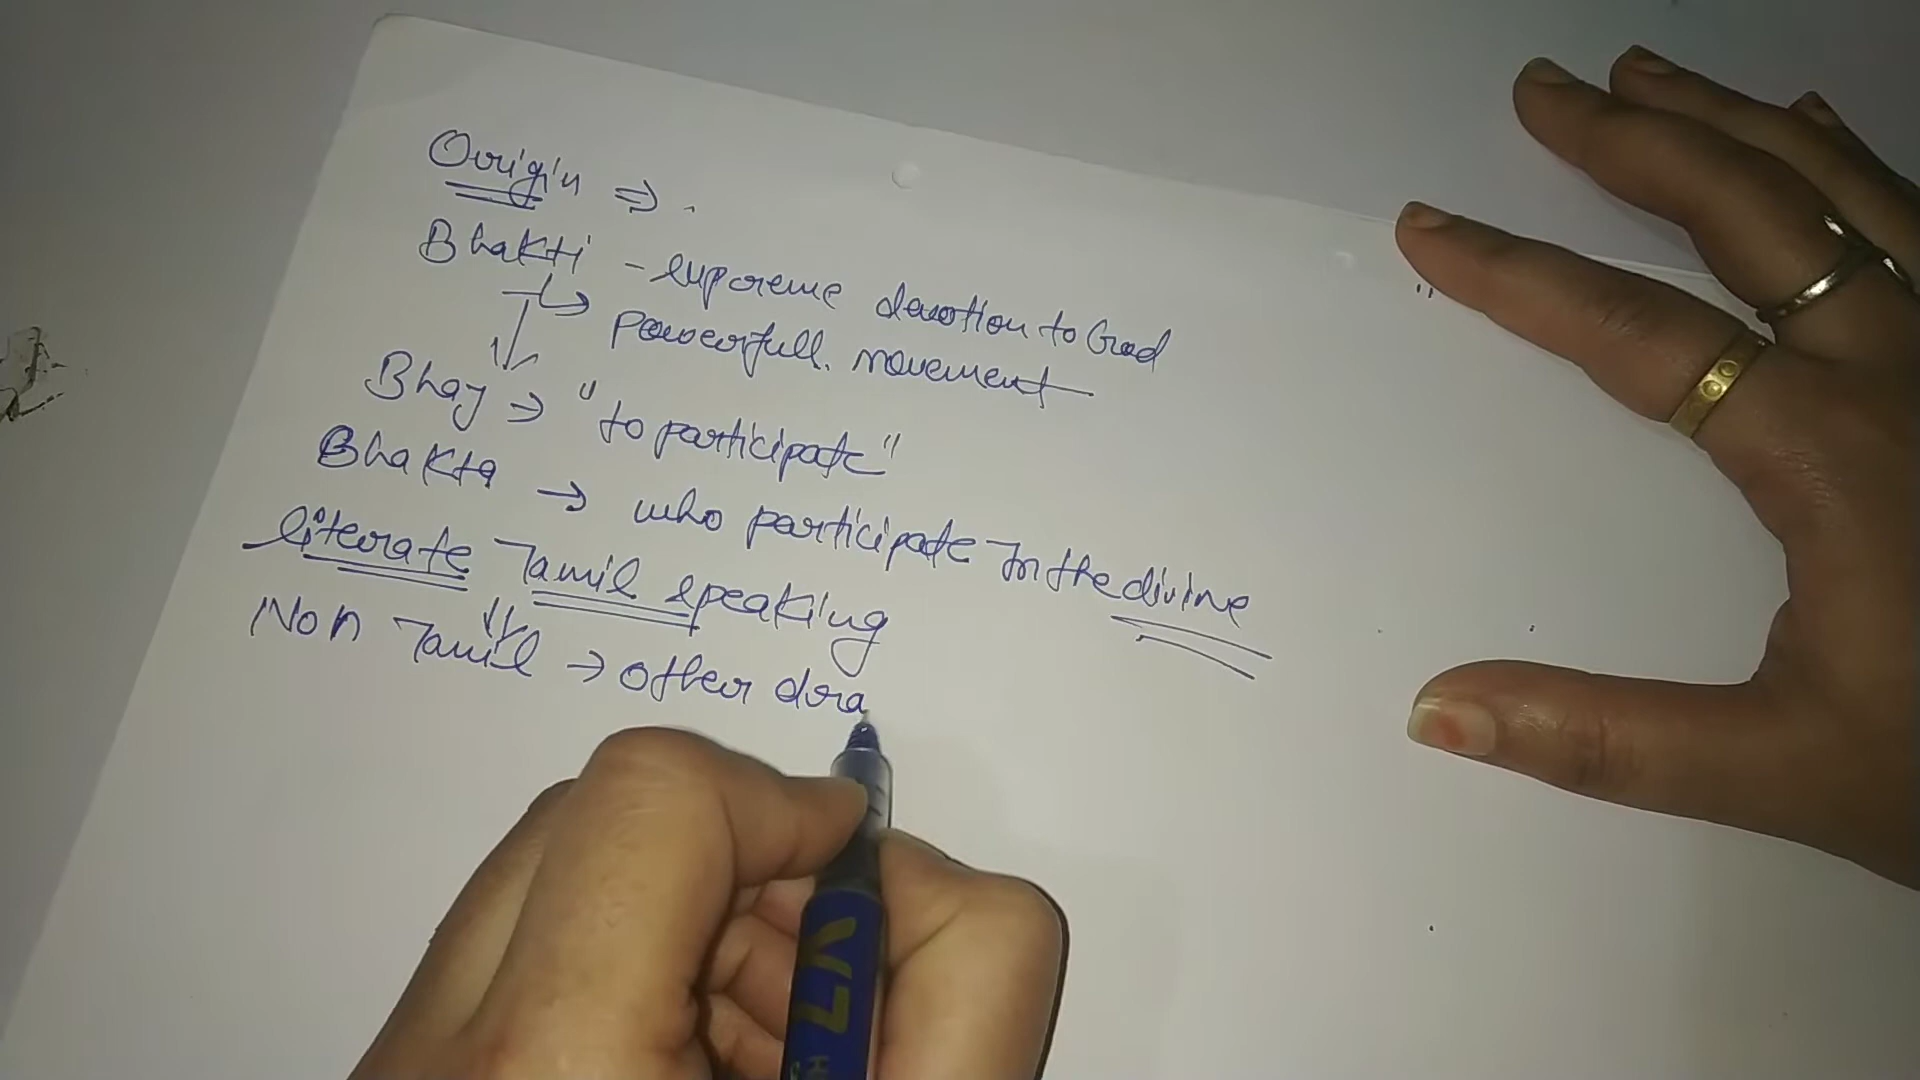 Origin ⇒ .
Bhakti - supreme devotion to God
↳ Powerfull. movement
Bhaj ⇒ "to participate"
Bhakta → who participate In the divine
literate Tamil speaking
Non Tamil → other dra
V7